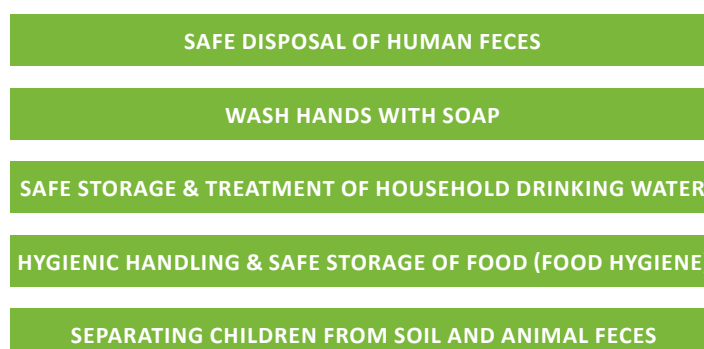 SAFE DISPOSAL OF HUMAN FECES
WASH HANDS WITH SOAP
SAFE STORAGE & TREATMENT OF HOUSEHOLD DRINKING WATER
HYGIENIC HANDLING & SAFE STORAGE OF FOOD (FOOD HYGIENE
SEPARATING CHILDREN FROM SOIL AND ANIMAL FECES